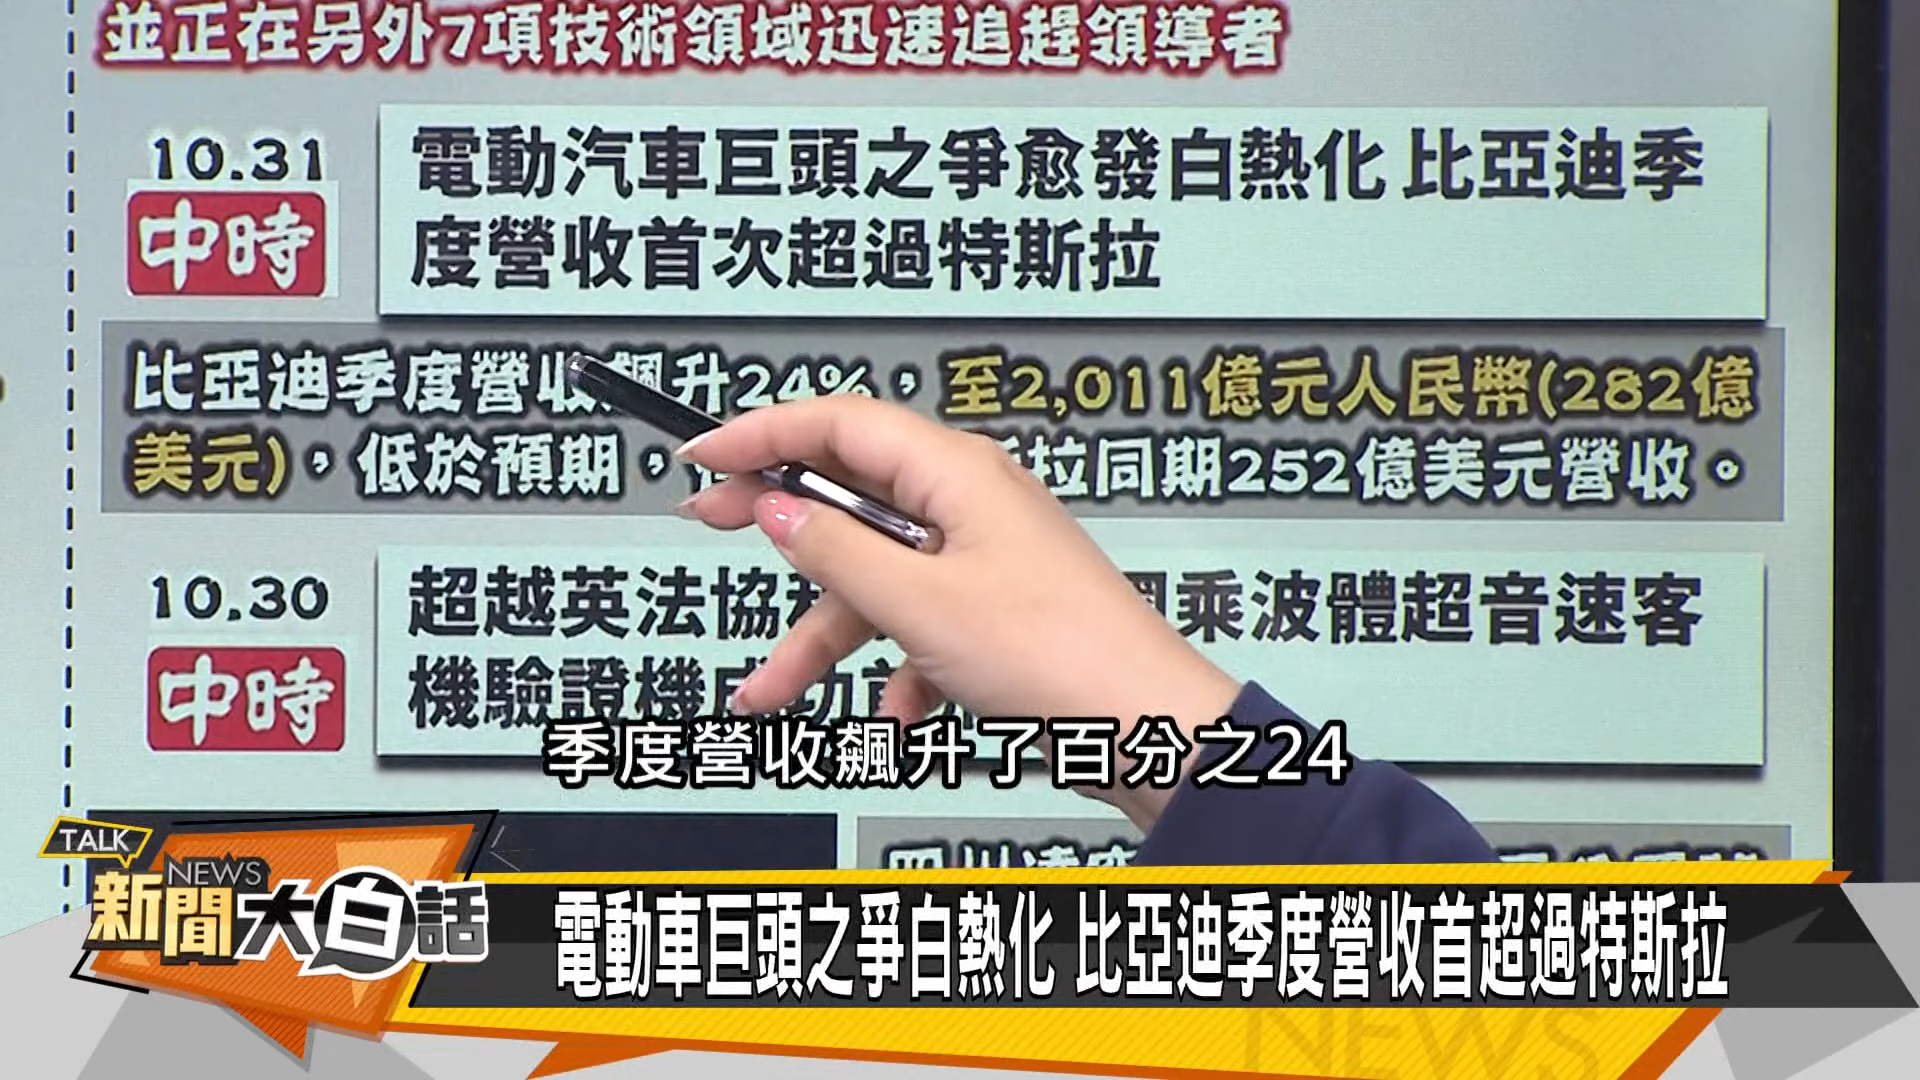 並正在另外7項技術領域迅速追趕領導者
10.31
中時
電動汽車巨頭之爭愈發白熱化 比亞迪季
度營收首次超過特斯拉
比亞迪季度營收飆升24%，至2,011億元人民幣(282億
美元)，低於預期，
斯拉同期252億美元營收。
10.30
中時
超越英法協和
乘波體超音速客
機驗證機成功首
季度營收飆升了百分之24
TALK
NEWS
新聞大白話
電動車巨頭之爭白熱化 比亞迪季度營收首超過特斯拉
NEWS